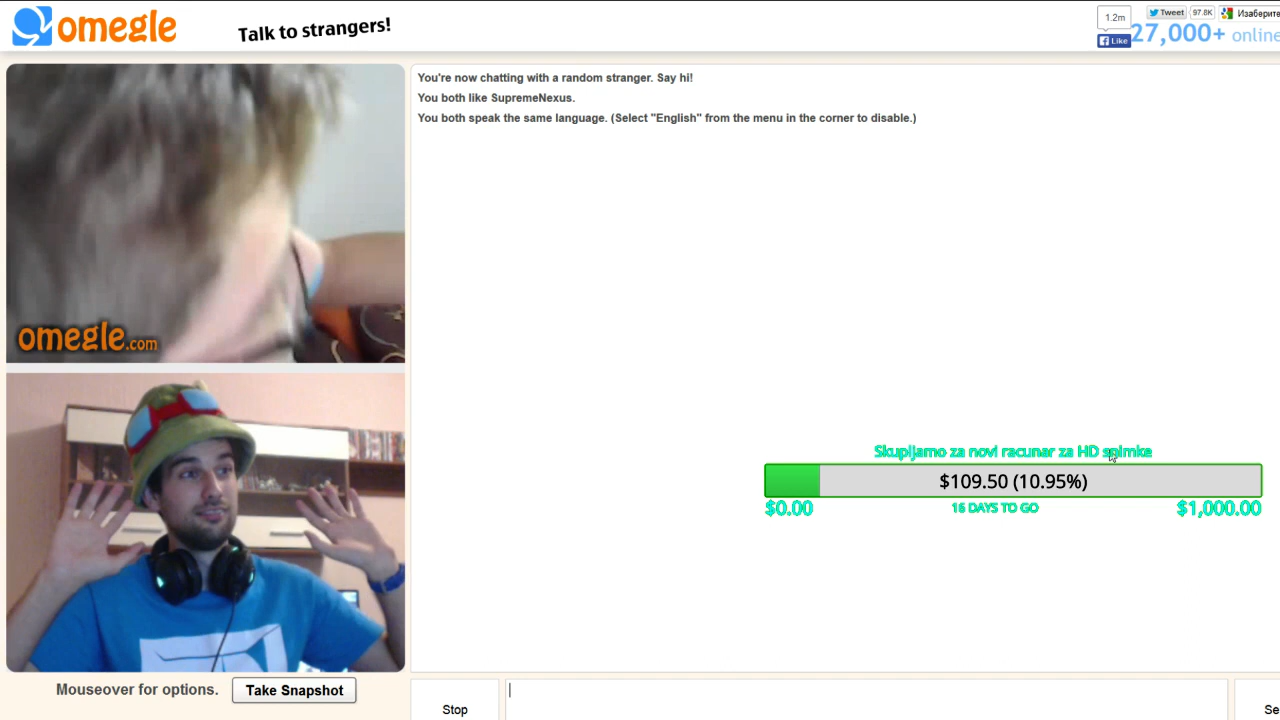 omegle
Talk to strangers!
1.2m
Like
Tweet
97.8K
Изаберите
27,000+ online
You're now chatting with a random stranger. Say hi!
You both like SupremeNexus.
You both speak the same language. (Select "English" from the menu in the corner to disable.)
omegle.com
Skupljamo za novi racunar za HD snimke
$109.50 (10.95%)
$0.00
16 DAYS TO GO
$1,000.00
Mouseover for options.
Take Snapshot
Stop
Se